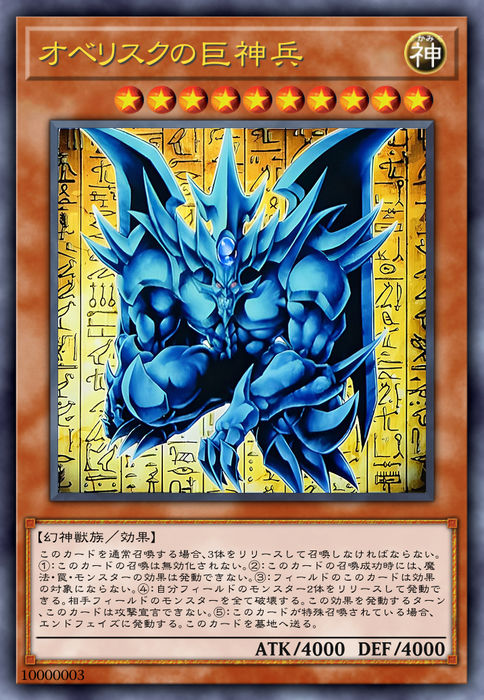 オベリスクの巨神兵
かみ
神
【幻神獣族／効果】
このカードを通常召喚する場合、3体をリリースして召喚しなければならない。
①：このカードの召喚は無効化されない。②：このカードの召喚成功時には、魔
法・罠・モンスターの効果は発動できない。③：フィールドのこのカードは効果
の対象にならない。④：自分フィールドのモンスター2体をリリースして発動で
きる。相手フィールドのモンスターを全て破壊する。この効果を発動するターン
、このカードは攻撃宣言できない。⑤：このカードが特殊召喚されている場合、
エンドフェイズに発動する。このカードを墓地へ送る。
ATK/4000 DEF/4000
10000003